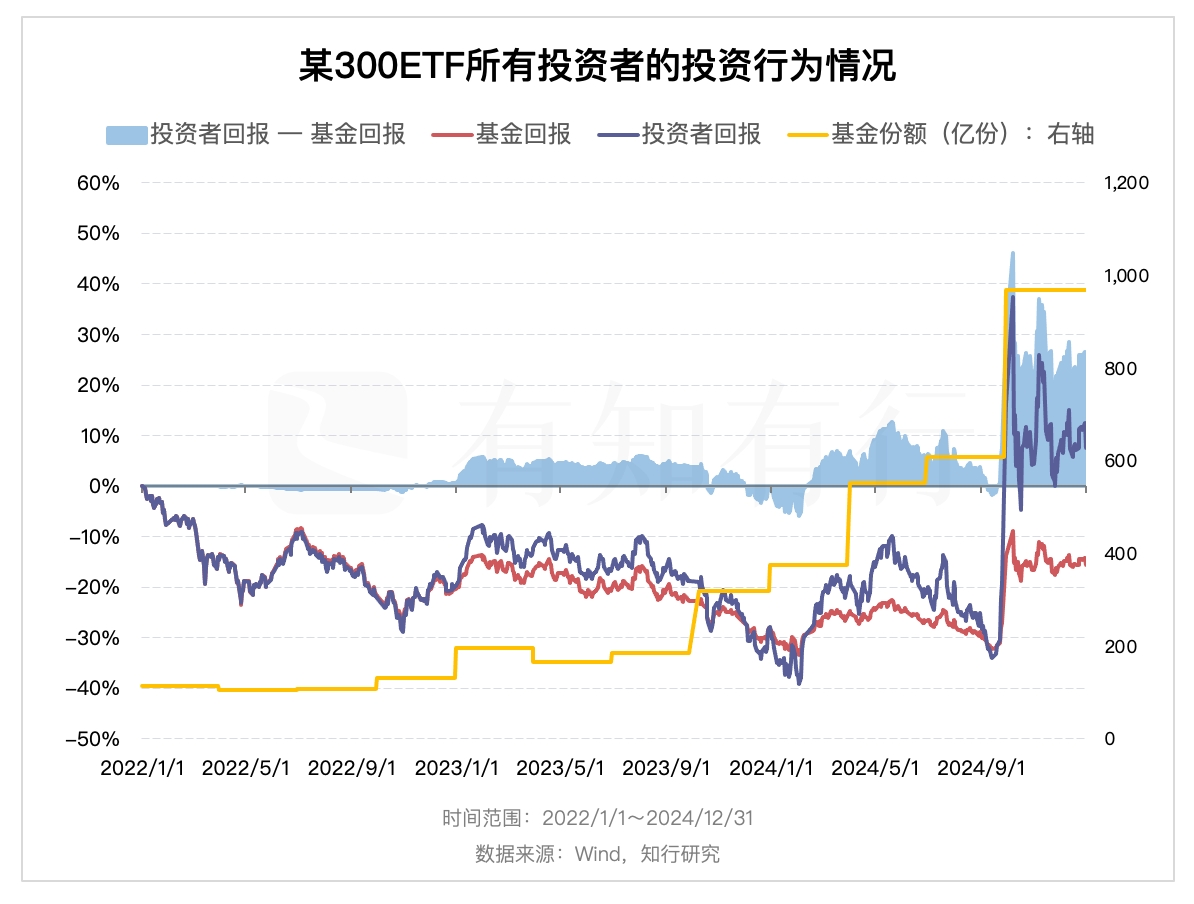 某300ETF所有投资者的投资行为情况
投资者回报 — 基金回报 基金回报 投资者回报 基金份额（亿份）：右轴
60% 1,200
50%
40% 1,000
30%
20% 800
10%
0% 600
−10% 400
−20%
−30% 200
−40%
−50% 0
有知有行
2022/1/1 2022/5/1 2022/9/1 2023/1/1 2023/5/1 2023/9/1 2024/1/1 2024/5/1 2024/9/1
时间范围：2022/1/1～2024/12/31
数据来源：Wind，知行研究